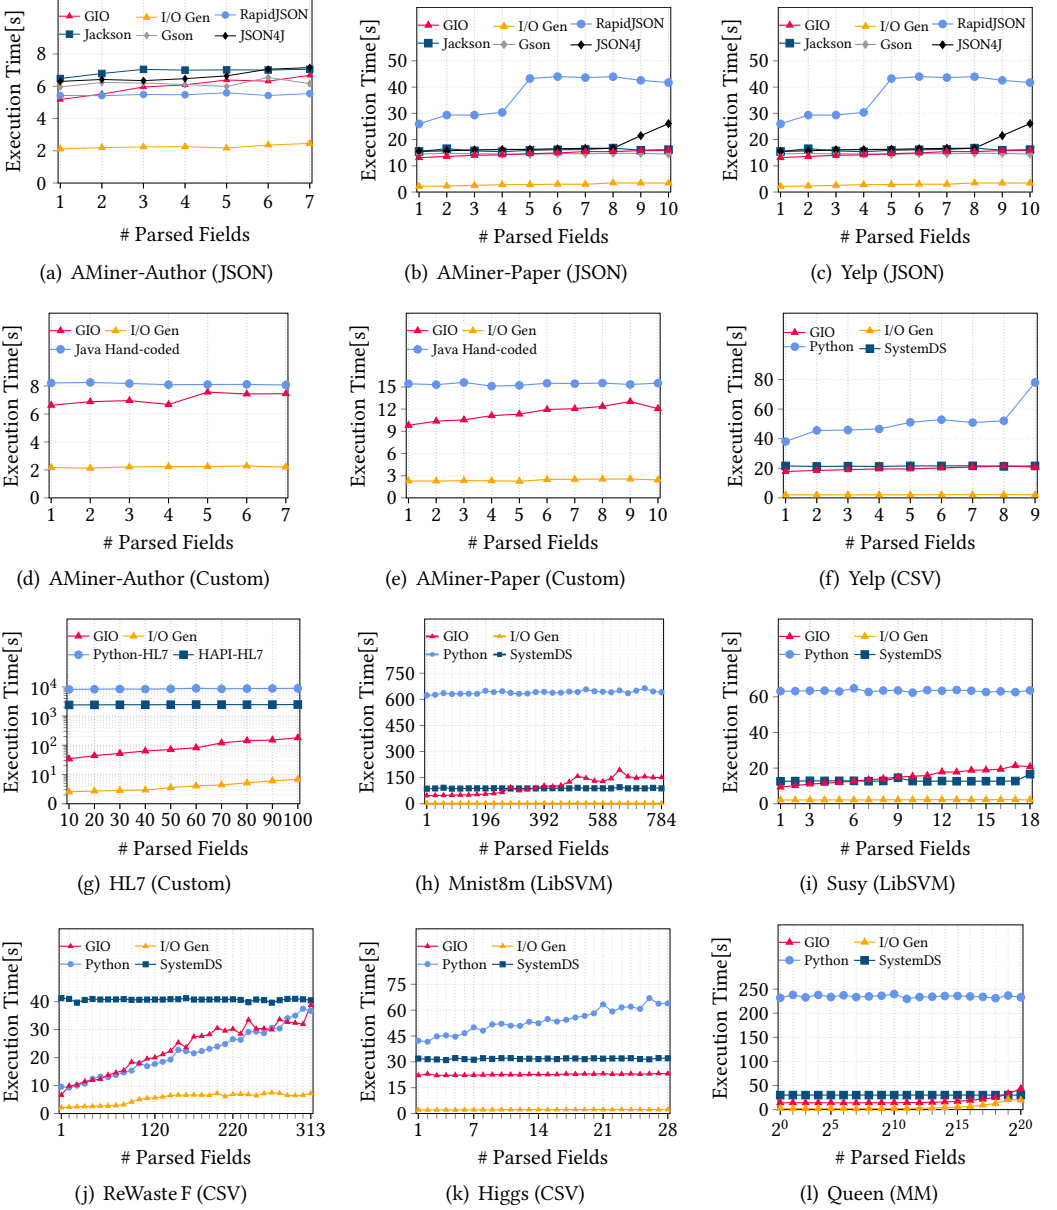 GIO I/O Gen RapidJSON
Jackson Gson JSON4J
Execution Time[s]
8
6
4
2
0
1 2 3 4 5 6 7
# Parsed Fields
(a) AMiner-Author (JSON)
GIO I/O Gen RapidJSON
Jackson Gson JSON4J
Execution Time[s]
50
40
30
20
10
0
1 2 3 4 5 6 7 8 9 10
# Parsed Fields
(b) AMiner-Paper (JSON)
GIO I/O Gen RapidJSON
Jackson Gson JSON4J
Execution Time[s]
50
40
30
20
10
0
1 2 3 4 5 6 7 8 9 10
# Parsed Fields
(c) Yelp (JSON)
GIO I/O Gen
Java Hand-coded
Execution Time[s]
8
6
4
2
0
1 2 3 4 5 6 7
# Parsed Fields
(d) AMiner-Author (Custom)
GIO I/O Gen
Java Hand-coded
Execution Time[s]
15
12
9
6
3
0
1 2 3 4 5 6 7 8 9 10
# Parsed Fields
(e) AMiner-Paper (Custom)
GIO I/O Gen
Python SystemDS
Execution Time[s]
80
60
40
20
0
1 2 3 4 5 6 7 8 9
# Parsed Fields
(f) Yelp (CSV)
GIO I/O Gen
Python-HL7 HAPI-HL7
Execution Time[s]
10⁴
10³
10²
10¹
0
10 20 30 40 50 60 70 80 90 100
# Parsed Fields
(g) HL7 (Custom)
GIO I/O Gen
Python SystemDS
Execution Time[s]
750
600
450
300
150
0
1 196 392 588 784
# Parsed Fields
(h) Mnist8m (LibSVM)
GIO I/O Gen
Python SystemDS
Execution Time[s]
60
40
20
0
1 3 6 9 12 15 18
# Parsed Fields
(i) Susy (LibSVM)
GIO I/O Gen
Python SystemDS
Execution Time[s]
40
30
20
10
0
1 120 220 313
# Parsed Fields
(j) ReWaste F (CSV)
GIO I/O Gen
Python SystemDS
Execution Time[s]
75
60
45
30
15
0
1 7 14 21 28
# Parsed Fields
(k) Higgs (CSV)
GIO I/O Gen
Python SystemDS
Execution Time[s]
250
200
150
100
50
0
2⁰ 2⁵ 2¹⁰ 2¹⁵ 2²⁰
# Parsed Fields
(l) Queen (MM)